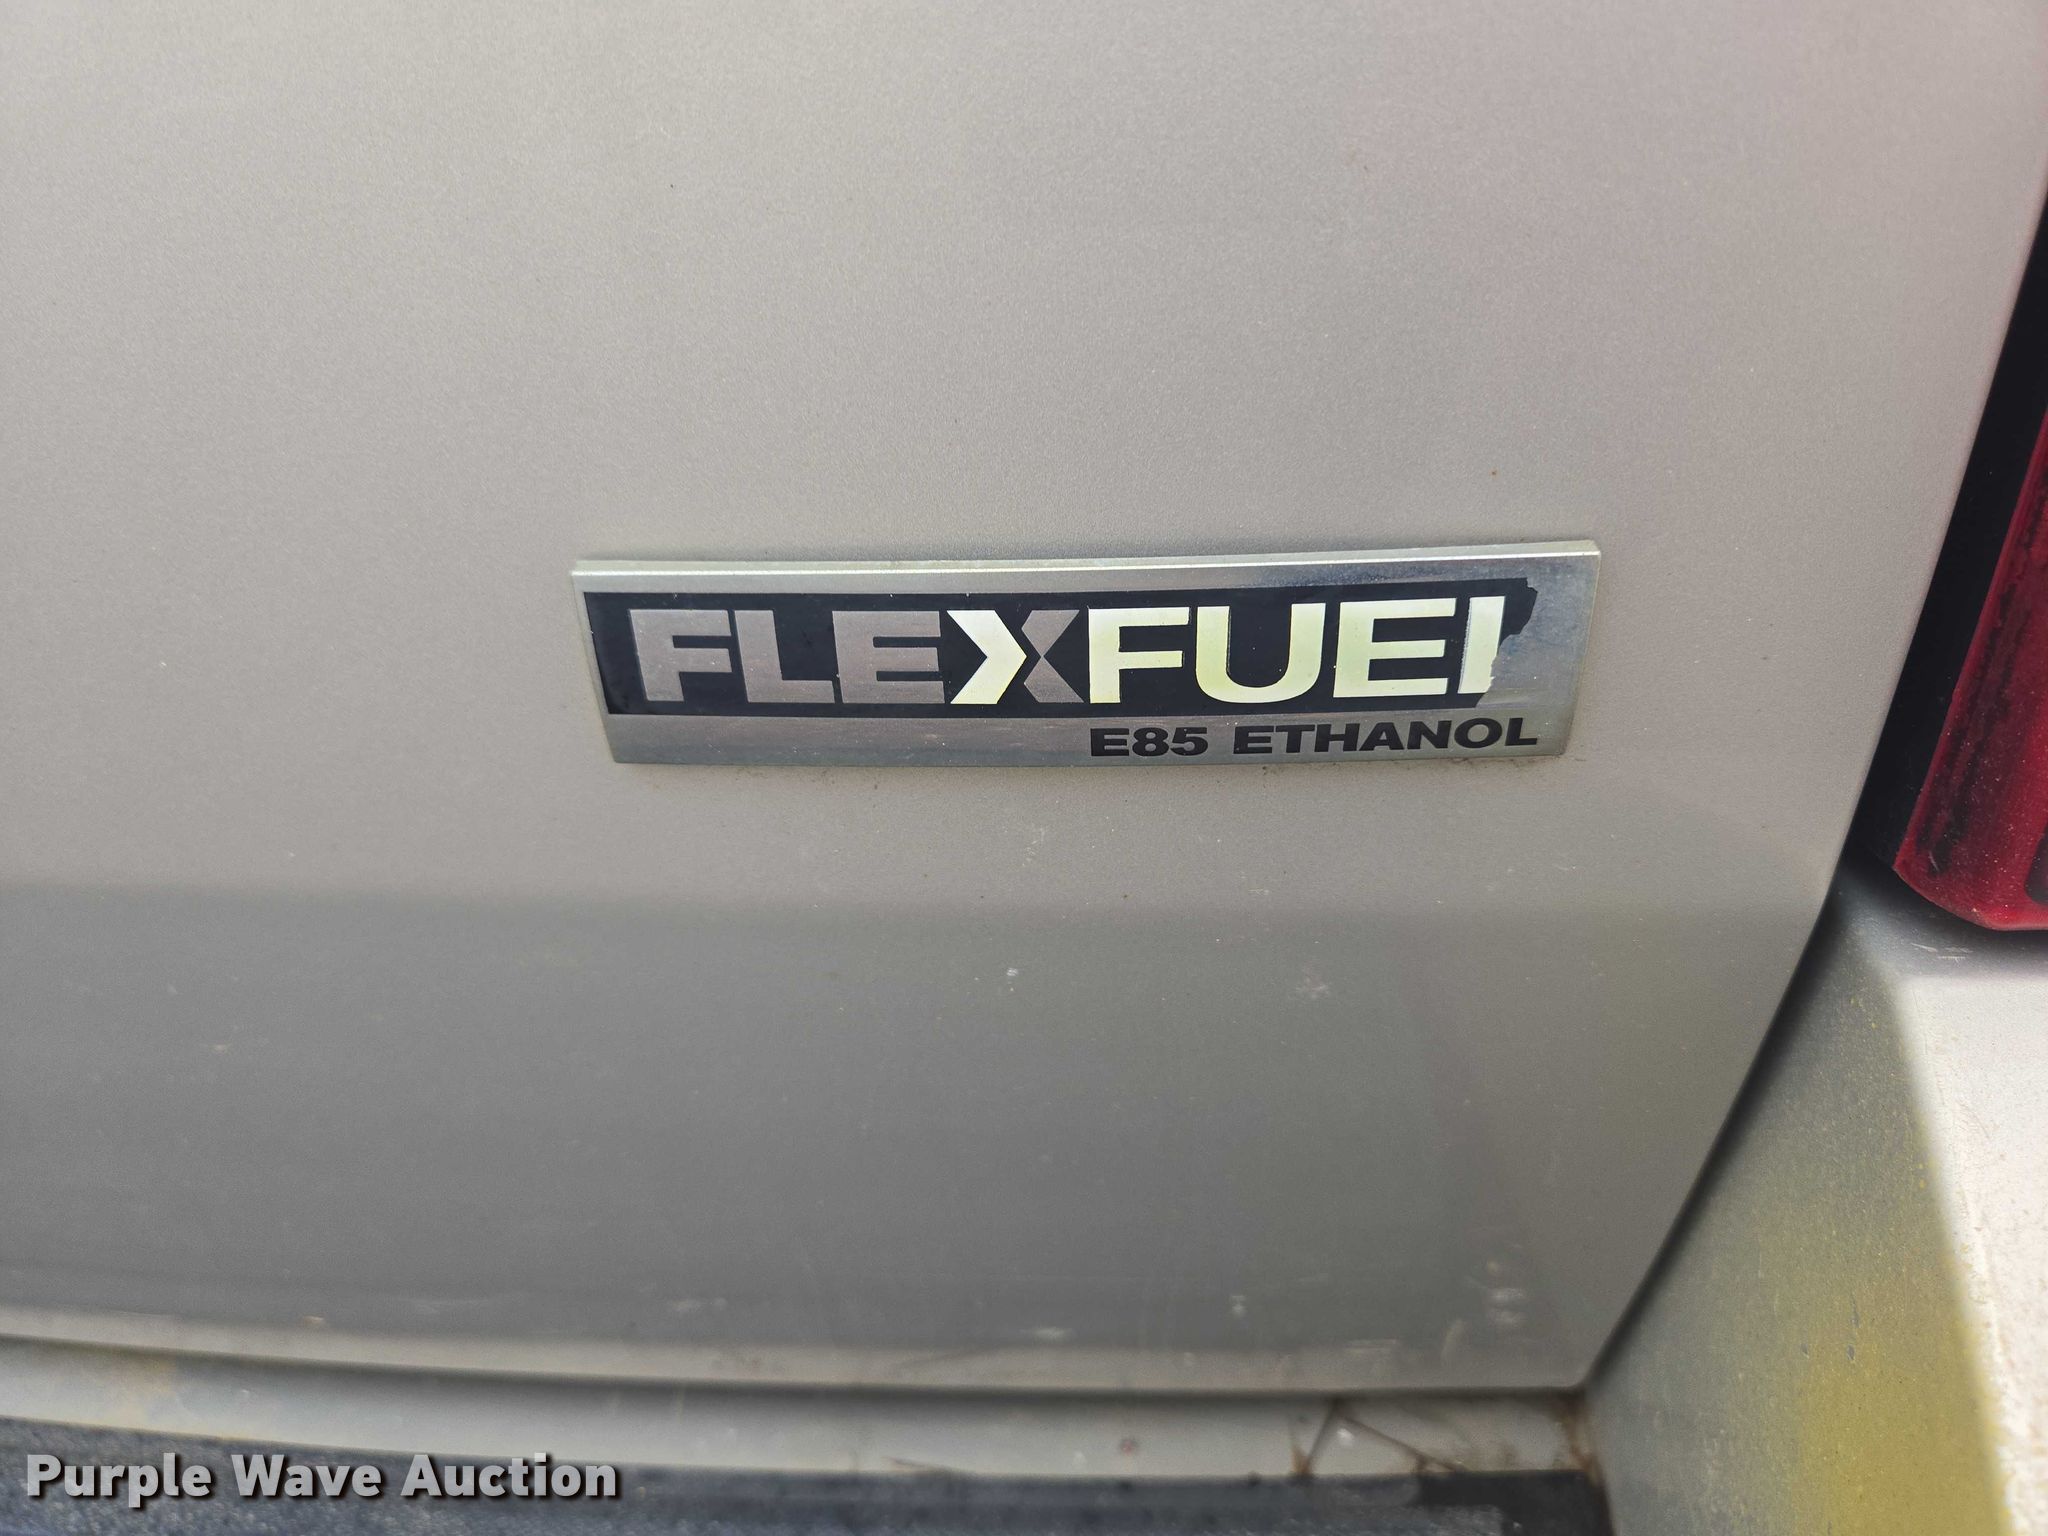 FLEXFUEL
E85 ETHANOL
Purple Wave Auction